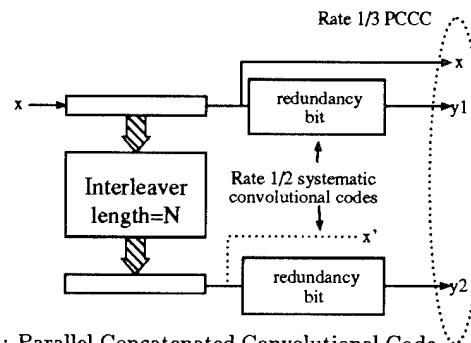 Rate 1/3 PCCC
x
x
redundancy
bit
y1
Interleaver
length=N
Rate 1/2 systematic
convolutional codes
x'
redundancy
bit
y2
: Parallel Concatenated Convolutional Code